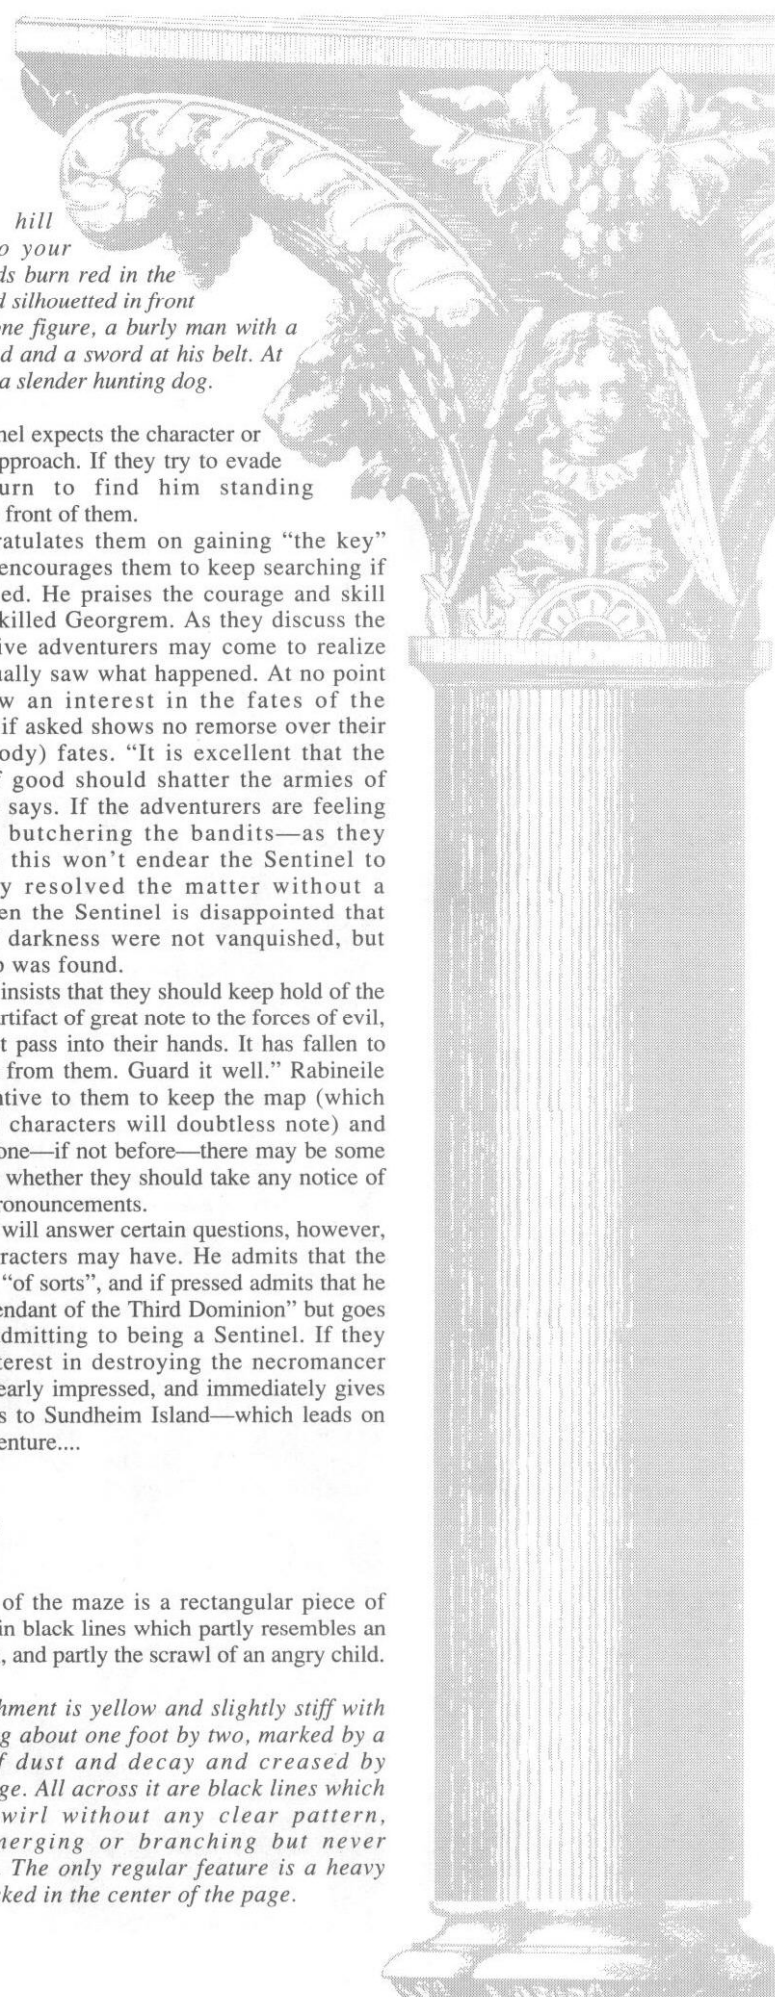 hill
o your
ds burn red in the
d silhouetted in front
one figure, a burly man with a
d and a sword at his belt. At
a slender hunting dog.
nel expects the character or
pproach. If they try to evade
urn to find him standing
front of them.
ratulates them on gaining “the key”
encourages them to keep searching if
ed. He praises the courage and skill
killed Georgrem. As they discuss the
ive adventurers may come to realize
ually saw what happened. At no point
w an interest in the fates of the
if asked shows no remorse over their
ody) fates. “It is excellent that the
f good should shatter the armies of
says. If the adventurers are feeling
butchering the bandits—as they
this won’t endear the Sentinel to
y resolved the matter without a
en the Sentinel is disappointed that
darkness were not vanquished, but
p was found.
insists that they should keep hold of the
rtifact of great note to the forces of evil,
t pass into their hands. It has fallen to
from them. Guard it well.” Rabineile
ntive to them to keep the map (which
characters will doubtless note) and
one—if not before—there may be some
whether they should take any notice of
ronouncements.
will answer certain questions, however,
racters may have. He admits that the
“of sorts”, and if pressed admits that he
endant of the Third Dominion” but goes
dmitting to being a Sentinel. If they
terest in destroying the necromancer
early impressed, and immediately gives
s to Sundheim Island—which leads on
enture....
of the maze is a rectangular piece of
in black lines which partly resembles an
, and partly the scrawl of an angry child.
hment is yellow and slightly stiff with
g about one foot by two, marked by a
f dust and decay and creased by
ge. All across it are black lines which
wirl without any clear pattern,
nerging or branching but never
The only regular feature is a heavy
cked in the center of the page.